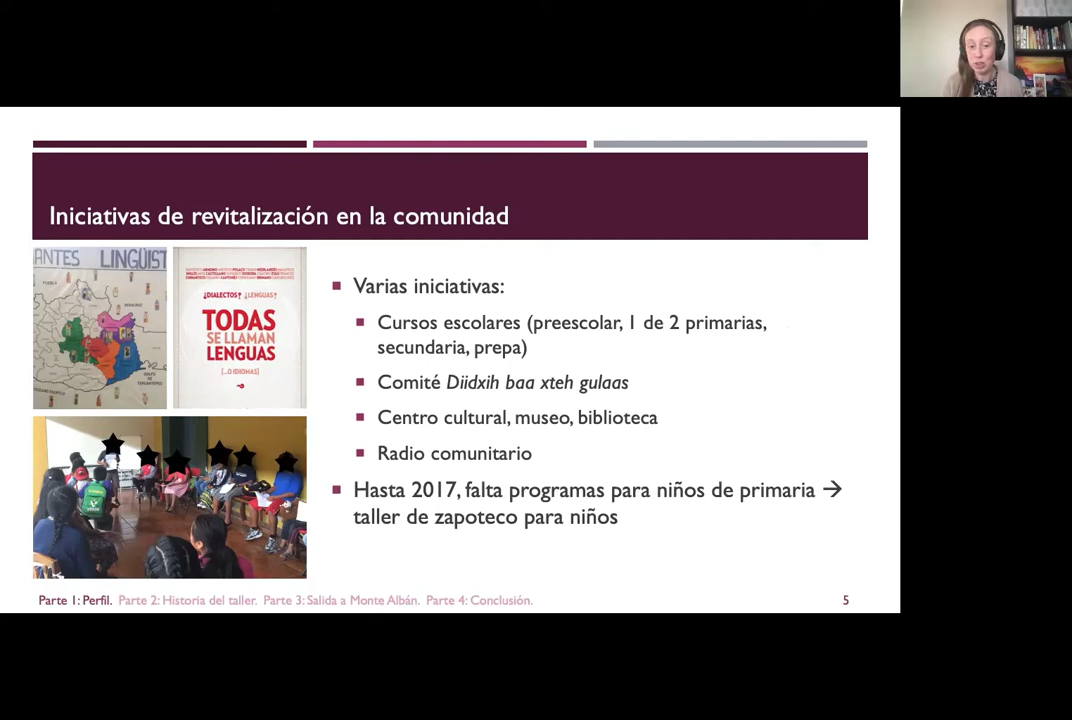 Iniciativas de revitalización en la comunidad
ANTES LINGÜIST
¿DIALECTOS? ¿LENGUAS?
TODAS
SE LLAMAN
LENGUAS
[...O IDIOMAS]
Varias iniciativas:
Cursos escolares (preescolar, 1 de 2 primarias,
secundaria, prepa)
Comité Diidxih baa xteh gulaas
Centro cultural, museo, biblioteca
Radio comunitario
Hasta 2017, falta programas para niños de primaria →
taller de zapoteco para niños
Parte 1: Perfil. Parte 2: Historia del taller. Parte 3: Salida a Monte Albán. Parte 4: Conclusión.
5